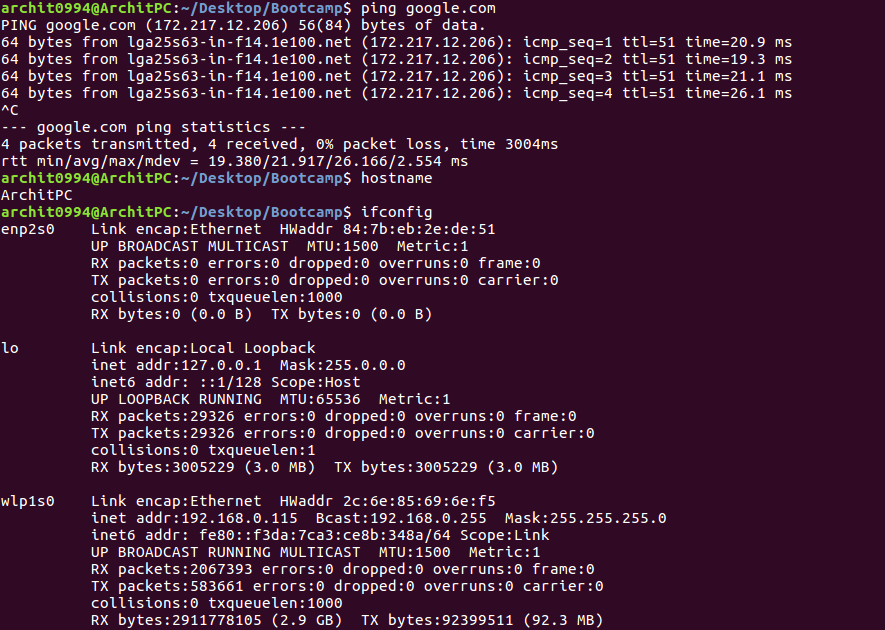 archit0994@ArchitPC:~/Desktop/Bootcamp$ ping google.com
PING google.com (172.217.12.206) 56(84) bytes of data.
64 bytes from lga25s63-in-f14.1e100.net (172.217.12.206): icmp_seq=1 ttl=51 time=20.9 ms
64 bytes from lga25s63-in-f14.1e100.net (172.217.12.206): icmp_seq=2 ttl=51 time=19.3 ms
64 bytes from lga25s63-in-f14.1e100.net (172.217.12.206): icmp_seq=3 ttl=51 time=21.1 ms
64 bytes from lga25s63-in-f14.1e100.net (172.217.12.206): icmp_seq=4 ttl=51 time=26.1 ms
^C
--- google.com ping statistics ---
4 packets transmitted, 4 received, 0% packet loss, time 3004ms
rtt min/avg/max/mdev = 19.380/21.917/26.166/2.554 ms
archit0994@ArchitPC:~/Desktop/Bootcamp$ hostname
ArchitPC
archit0994@ArchitPC:~/Desktop/Bootcamp$ ifconfig
enp2s0    Link encap:Ethernet  HWaddr 84:7b:eb:2e:de:51
          UP BROADCAST MULTICAST  MTU:1500  Metric:1
          RX packets:0 errors:0 dropped:0 overruns:0 frame:0
          TX packets:0 errors:0 dropped:0 overruns:0 carrier:0
          collisions:0 txqueuelen:1000
          RX bytes:0 (0.0 B)  TX bytes:0 (0.0 B)

lo        Link encap:Local Loopback
          inet addr:127.0.0.1  Mask:255.0.0.0
          inet6 addr: ::1/128 Scope:Host
          UP LOOPBACK RUNNING  MTU:65536  Metric:1
          RX packets:29326 errors:0 dropped:0 overruns:0 frame:0
          TX packets:29326 errors:0 dropped:0 overruns:0 carrier:0
          collisions:0 txqueuelen:1
          RX bytes:3005229 (3.0 MB)  TX bytes:3005229 (3.0 MB)

wlp1s0    Link encap:Ethernet  HWaddr 2c:6e:85:69:6e:f5
          inet addr:192.168.0.115  Bcast:192.168.0.255  Mask:255.255.255.0
          inet6 addr: fe80::f3da:7ca3:ce8b:348a/64 Scope:Link
          UP BROADCAST RUNNING MULTICAST  MTU:1500  Metric:1
          RX packets:2067393 errors:0 dropped:0 overruns:0 frame:0
          TX packets:583661 errors:0 dropped:0 overruns:0 carrier:0
          collisions:0 txqueuelen:1000
          RX bytes:2911778105 (2.9 GB)  TX bytes:92399511 (92.3 MB)